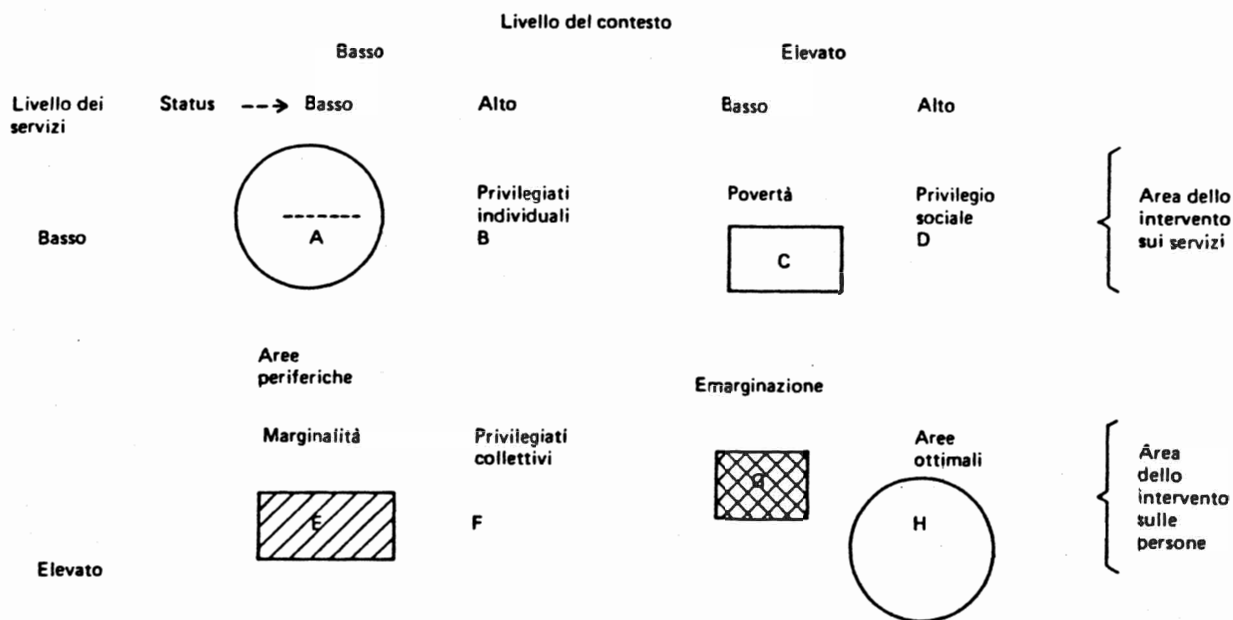 Livello del contesto
Basso
Elevato
Livello dei
servizi
Status ---> Basso
Alto
Basso
Alto
Basso
A
Privilegiati
individuali
B
Povertà
C
Privilegio
sociale
D
Area dello
intervento
sui servizi
Aree
periferiche
Emarginazione
Marginalità
E
Privilegiati
collettivi
F
G
Aree
ottimali
H
Area
dello
intervento
sulle
persone
Elevato